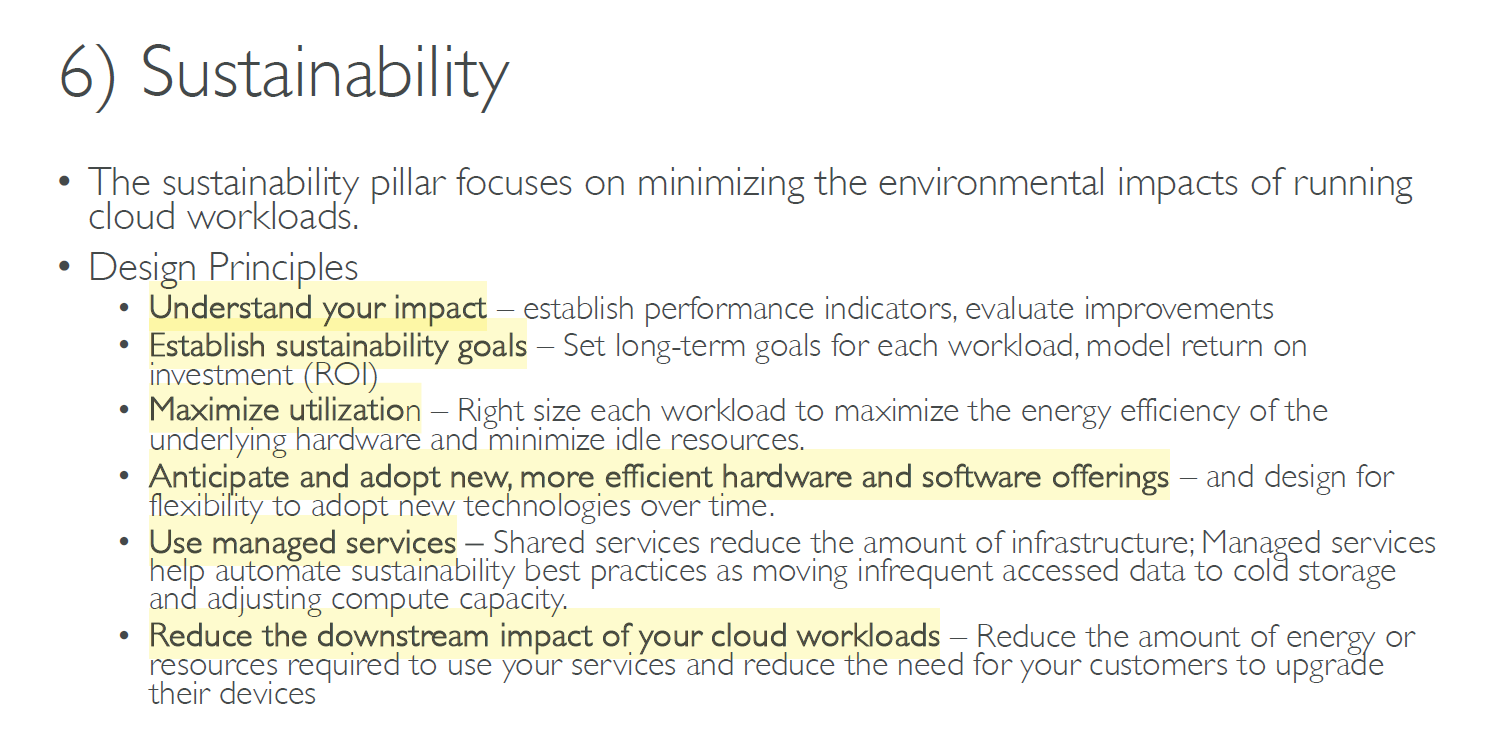 6) Sustainability
• The sustainability pillar focuses on minimizing the environmental impacts of running
cloud workloads.
• Design Principles
• Understand your impact – establish performance indicators, evaluate improvements
• Establish sustainability goals – Set long-term goals for each workload, model return on
investment (ROI)
• Maximize utilization – Right size each workload to maximize the energy efficiency of the
underlying hardware and minimize idle resources.
• Anticipate and adopt new, more efficient hardware and software offerings – and design for
flexibility to adopt new technologies over time.
• Use managed services – Shared services reduce the amount of infrastructure; Managed services
help automate sustainability best practices as moving infrequent accessed data to cold storage
and adjusting compute capacity.
• Reduce the downstream impact of your cloud workloads – Reduce the amount of energy or
resources required to use your services and reduce the need for your customers to upgrade
their devices